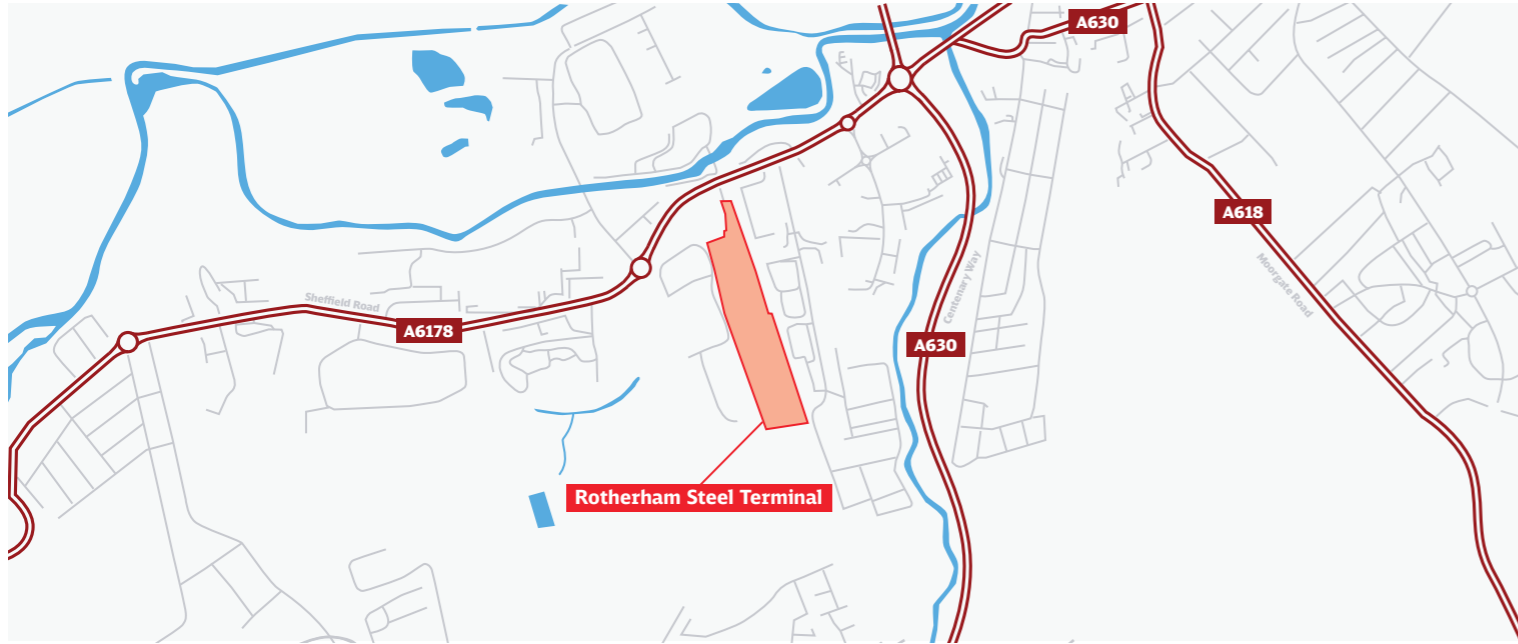 A630
A618
Centenary Way
Moorgate Road
Sheffield Road
A6178
A630
Rotherham Steel Terminal